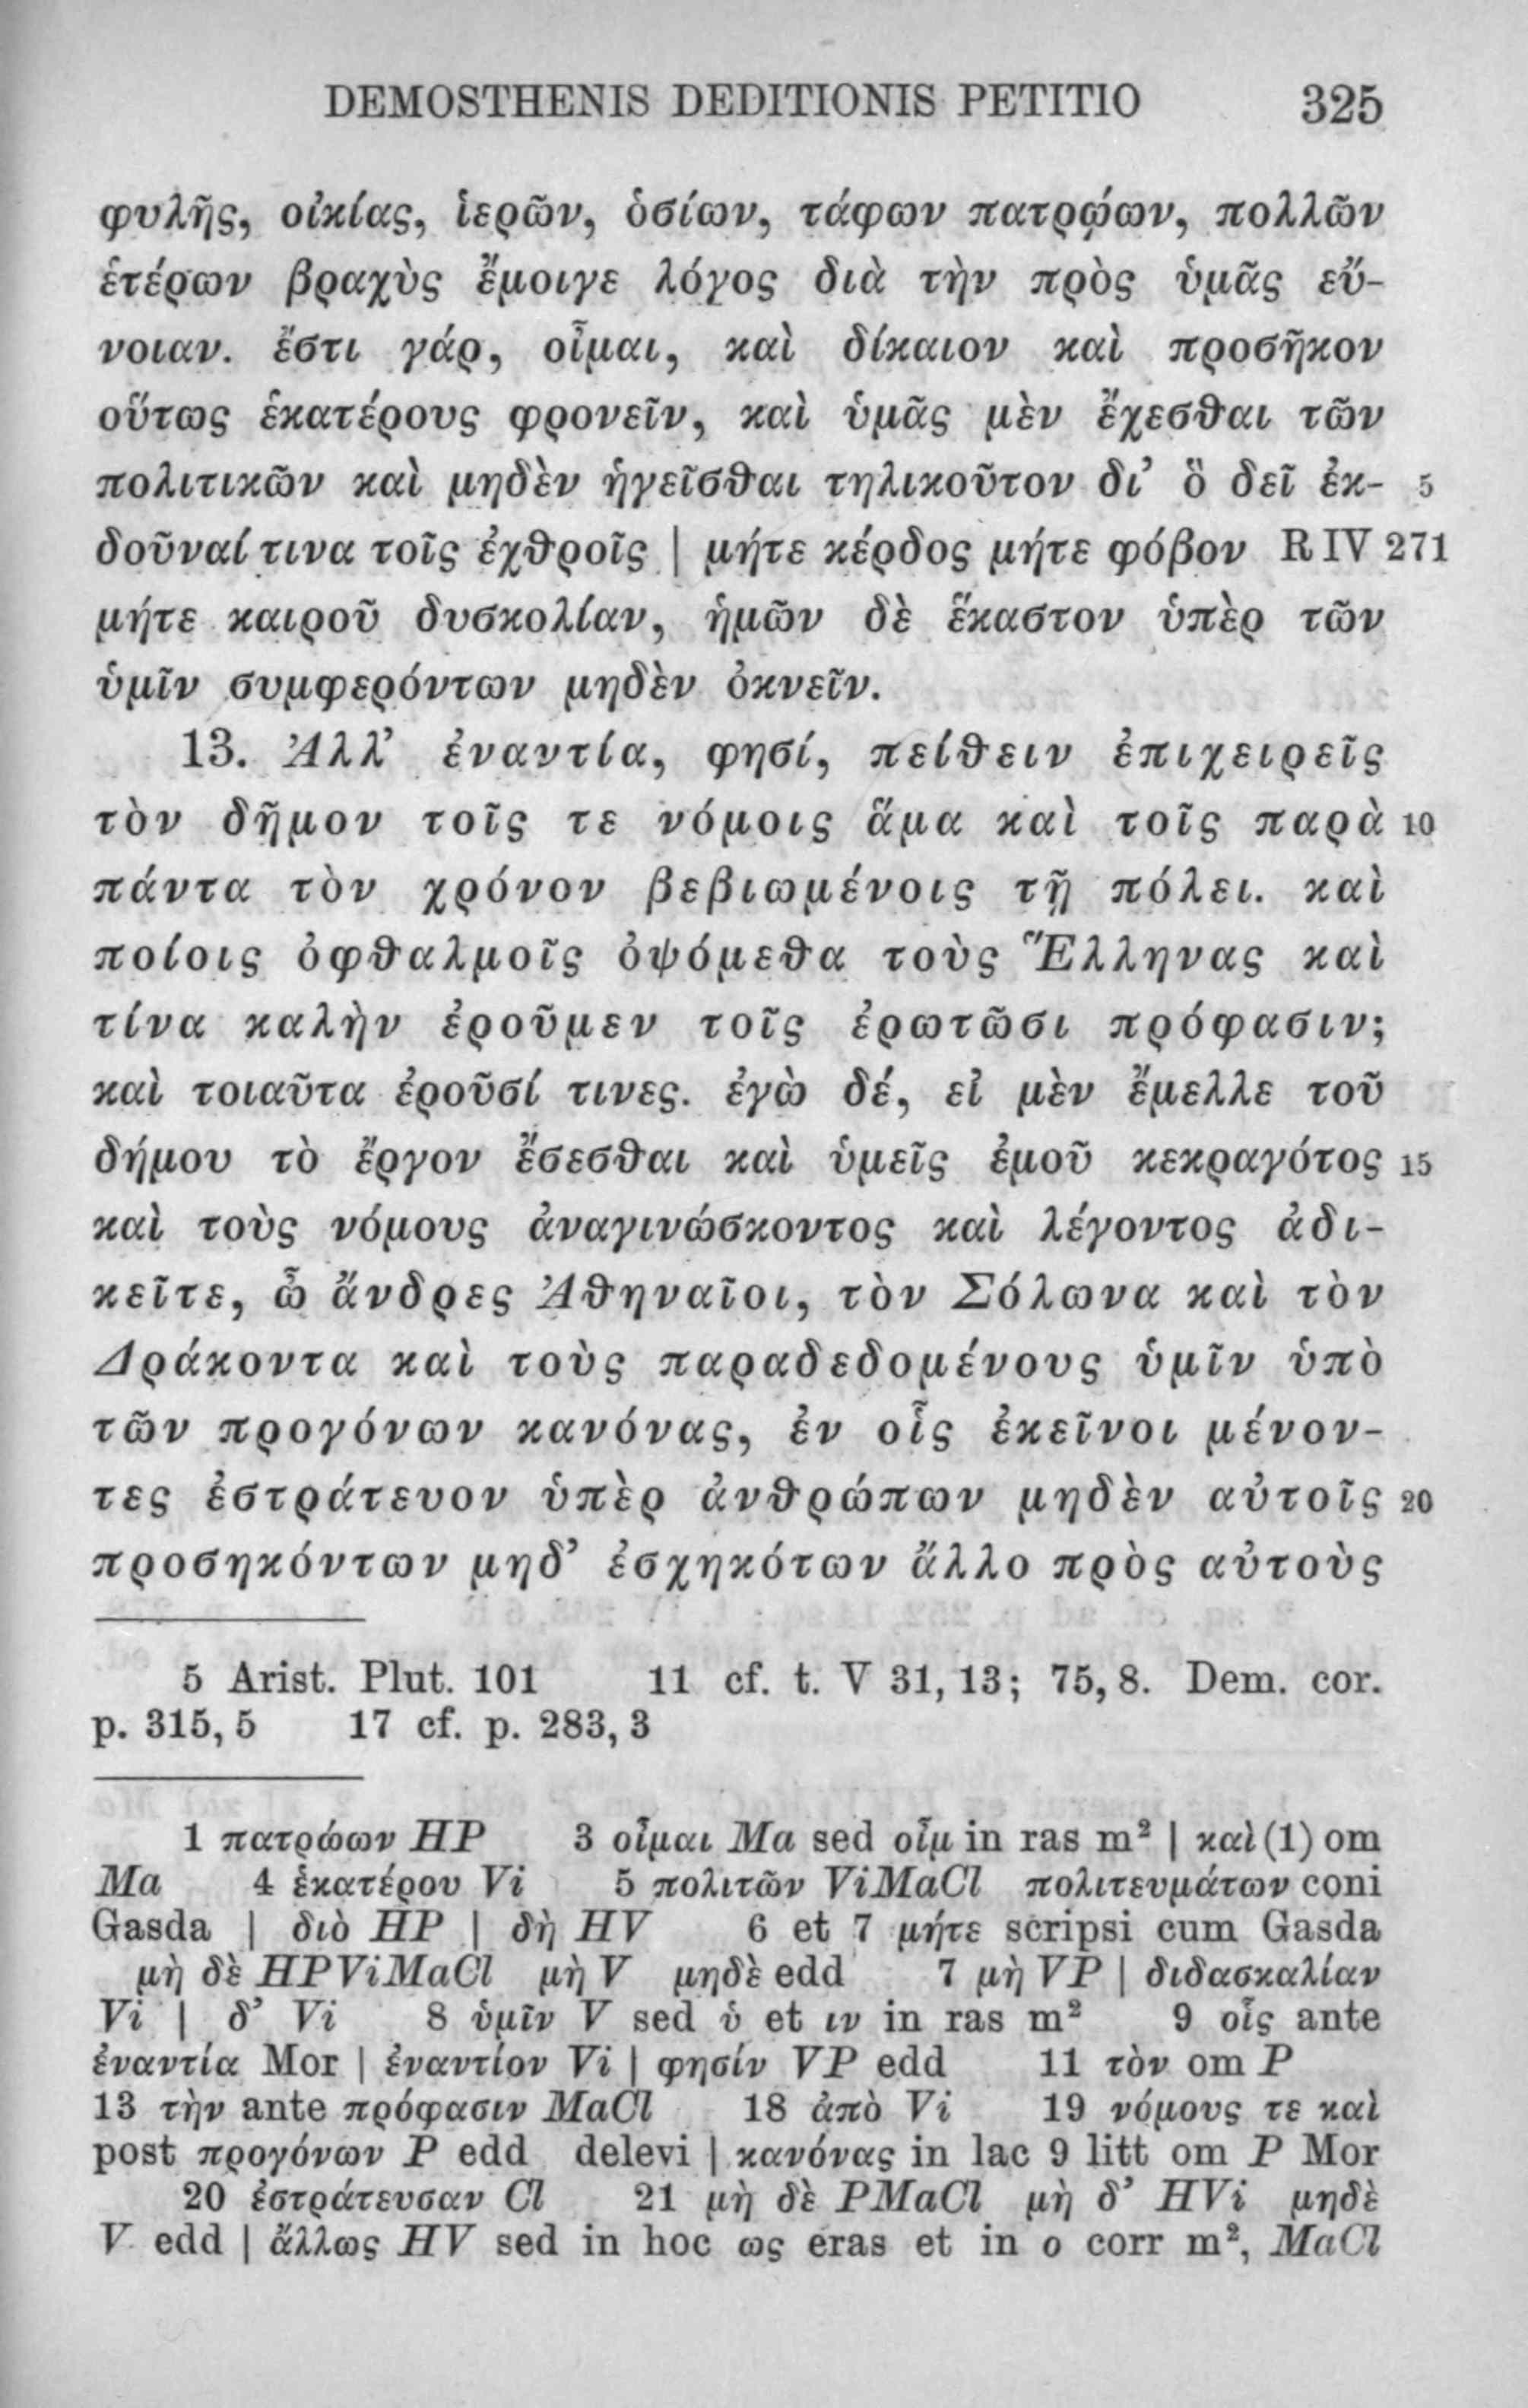 DEMOSTHENIS DEDITIONIS PETITIO 325
φυλῆς, οἰκίας, ἱερῶν, ὁσίων, τάφων πατρῴων, πολλῶν
ἑτέρων βραχὺς ἔμοιγε λόγος διὰ τὴν πρὸς ὑμᾶς εὔ-
νοιαν. ἔστι γάρ, οἶμαι, καὶ δίκαιον καὶ προσῆκον
οὕτως ἑκατέρους φρονεῖν, καὶ ὑμᾶς μὲν ἔχεσθαι τῶν
πολιτικῶν καὶ μηδὲν ἡγεῖσθαι τηλικοῦτον δι’ ὃ δεῖ ἐκ- 5
δοῦναί τινα τοῖς ἐχθροῖς | μήτε κέρδος μήτε φόβον R IV 271
μήτε καιροῦ δυσκολίαν, ἡμῶν δὲ ἕκαστον ὑπὲρ τῶν
ὑμῖν συμφερόντων μηδὲν ὀκνεῖν.
13. Ἀλλ’ ἐναντία, φησί, πείθειν ἐπιχειρεῖς
τὸν δῆμον τοῖς τε νόμοις ἅμα καὶ τοῖς παρὰ 10
πάντα τὸν χρόνον βεβιωμένοις τῇ πόλει. καὶ
ποίοις ὀφθαλμοῖς ὀψόμεθα τοὺς Ἕλληνας καὶ
τίνα καλὴν ἐροῦμεν τοῖς ἐρωτῶσι πρόφασιν;
καὶ τοιαῦτα ἐροῦσί τινες. ἐγὼ δέ, εἰ μὲν ἔμελλε τοῦ
δήμου τὸ ἔργον ἔσεσθαι καὶ ὑμεῖς ἐμοῦ κεκραγότος 15
καὶ τοὺς νόμους ἀναγινώσκοντος καὶ λέγοντος ἀδι-
κεῖτε, ὦ ἄνδρες Ἀθηναῖοι, τὸν Σόλωνα καὶ τὸν
Δράκοντα καὶ τοὺς παραδεδομένους ὑμῖν ὑπὸ
τῶν προγόνων κανόνας, ἐν οἷς ἐκεῖνοι μένον-
τες ἐστράτευον ὑπὲρ ἀνθρώπων μηδὲν αὐτοῖς 20
προσηκόντων μηδ’ ἐσχηκότων ἄλλο πρὸς αὐτοὺς
5 Arist. Plut. 101 11 cf. t. V 31, 13; 75, 8. Dem. cor.
p. 315, 5 17 cf. p. 283, 3
1 πατρώων HP 3 οἶμαι Ma sed οἶμ in ras m² | καὶ (1) om
Ma 4 ἑκατέρου Vi 5 πολιτῶν ViMaCl πολιτευμάτων coni
Gasda | διὸ HP | δὴ HV 6 et 7 μήτε scripsi cum Gasda
μὴ δὲ HPViMaCl μὴ V μηδὲ edd 7 μὴ VP | διδασκαλίαν
Vi | δ’ Vi 8 ὑμῖν V sed ὑ et ιν in ras m² 9 οἷς ante
ἐναντία Mor | ἐναντίον Vi | φησίν VP edd 11 τὸν om P
13 τὴν ante πρόφασιν MaCl 18 ἀπὸ Vi 19 νόμους τε καὶ
post προγόνων P edd delevi | κανόνας in lac 9 litt om P Mor
20 ἐστράτευσαν Cl 21 μὴ δὲ PMaCl μὴ δ’ HVi μηδὲ
V edd | ἄλλως HV sed in hoc ως eras et in ο corr m², MaCl